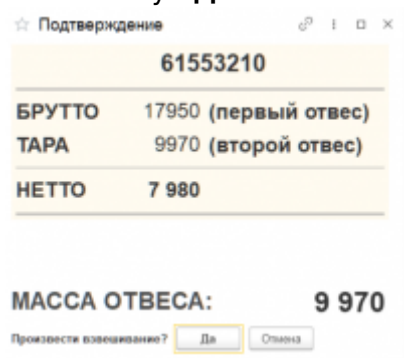 Подтверждение
61553210
БРУТТО 17950 (первый отвес)
ТАРА 9970 (второй отвес)
НЕТТО 7 980
МАССА ОТВЕСА: 9 970
Произвести взвешивание? Да Отмена